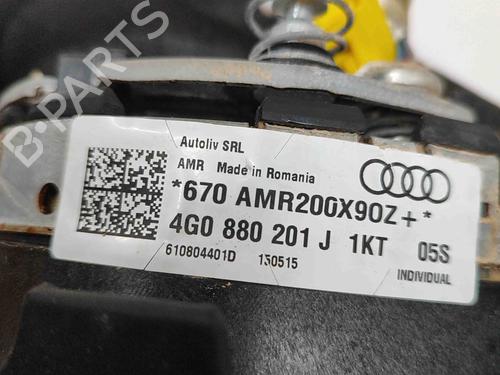 B-PARTS
Autoliv SRL
AMR Made in Romania
*670 AMR200X90Z+*
4G0 880 201 J 1KT 05S
610804401D 150515 INDIVIDUAL